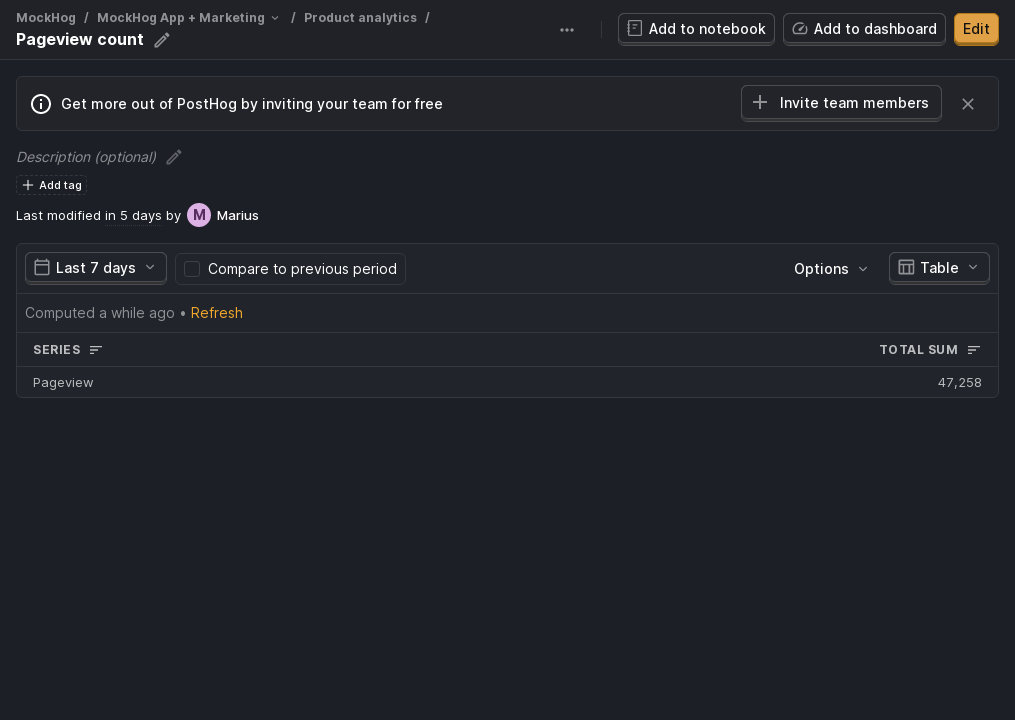 MockHog / MockHog App + Marketing / Product analytics /
Pageview count
Add to notebook
Add to dashboard
Edit
Get more out of PostHog by inviting your team for free
Invite team members
Description (optional)
Add tag
Last modified in 5 days by M Marius
Last 7 days
Compare to previous period
Options
Table
Computed a while ago • Refresh
SERIES TOTAL SUM
Pageview 47,258